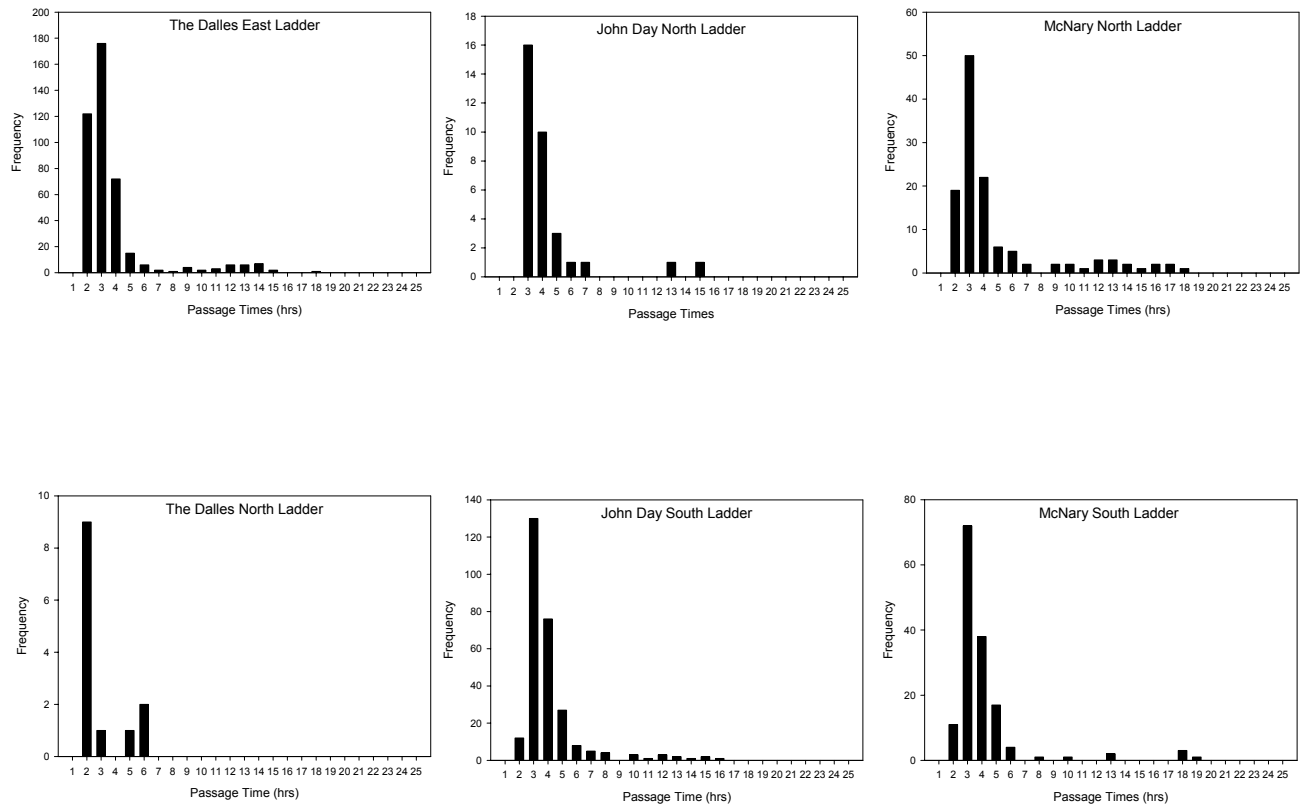 The Dalles East Ladder
200
180
160
140
120
100
80
60
40
20
0
Frequency
1 2 3 4 5 6 7 8 9 10 11 12 13 14 15 16 17 18 19 20 21 22 23 24 25
Passage Times (hrs)
John Day North Ladder
18
16
14
12
10
8
6
4
2
0
Frequency
1 2 3 4 5 6 7 8 9 10 11 12 13 14 15 16 17 18 19 20 21 22 23 24 25
Passage Times
McNary North Ladder
60
50
40
30
20
10
0
Frequency
1 2 3 4 5 6 7 8 9 10 11 12 13 14 15 16 17 18 19 20 21 22 23 24 25
Passage Times (hrs)
The Dalles North Ladder
10
8
6
4
2
0
Frequency
1 2 3 4 5 6 7 8 9 10 11 12 13 14 15 16 17 18 19 20 21 22 23 24 25
Passage Time (hrs)
John Day South Ladder
140
120
100
80
60
40
20
0
Frequency
1 2 3 4 5 6 7 8 9 10 11 12 13 14 15 16 17 18 19 20 21 22 23 24 25
Passage Time (hrs)
McNary South Ladder
80
60
40
20
0
Frequency
1 2 3 4 5 6 7 8 9 10 11 12 13 14 15 16 17 18 19 20 21 22 23 24 25
Passage Times (hrs)